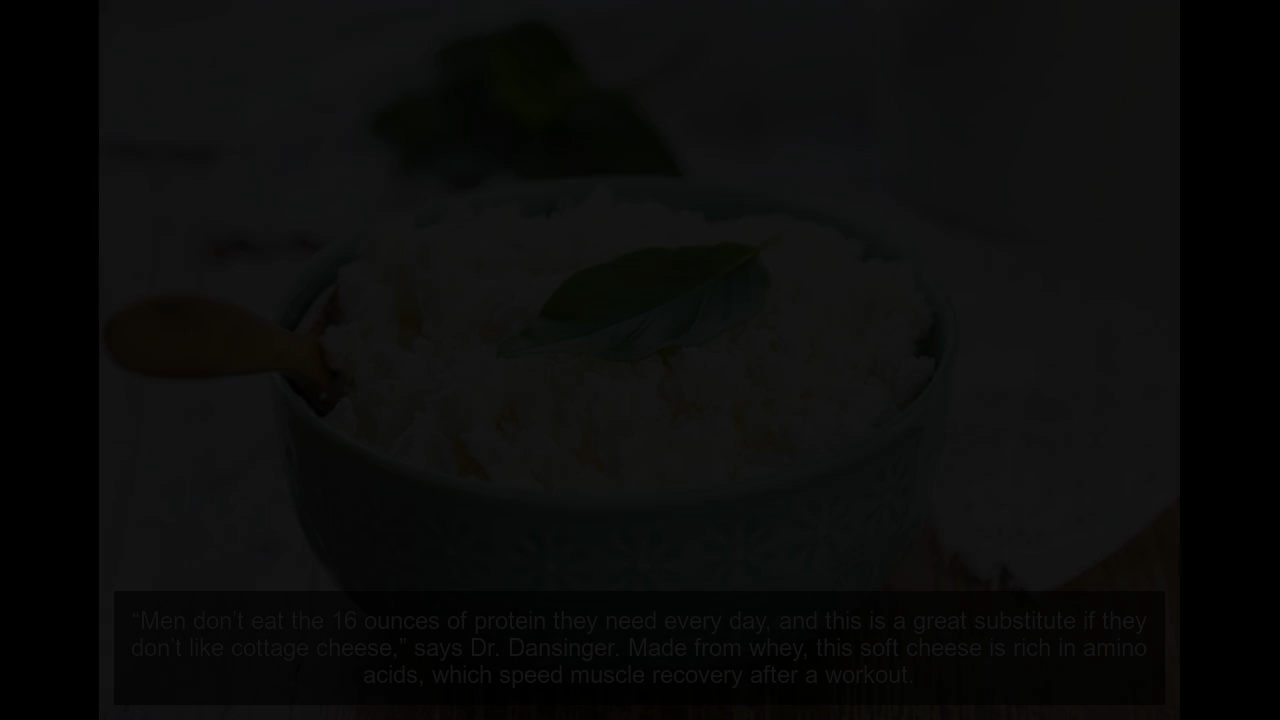 “Men don’t eat the 16 ounces of protein they need every day, and this is a great substitute if they
don’t like cottage cheese,” says Dr. Dansinger. Made from whey, this soft cheese is rich in amino
acids, which speed muscle recovery after a workout.